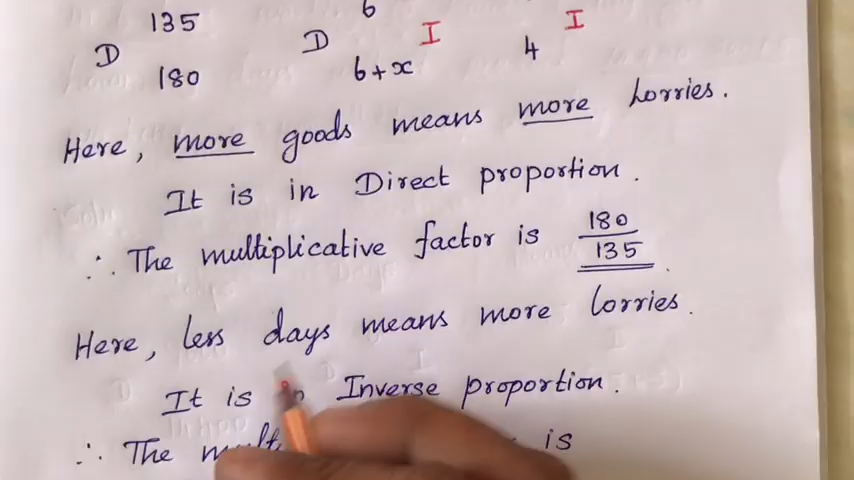 135 6 I
D D I 4
180 6+x
Here, more goods means more Lorries.
It is in Direct proportion.
∴ The multiplicative factor is 180/135.
Here, less days means more lorries.
It is in Inverse proportion.
∴ The is